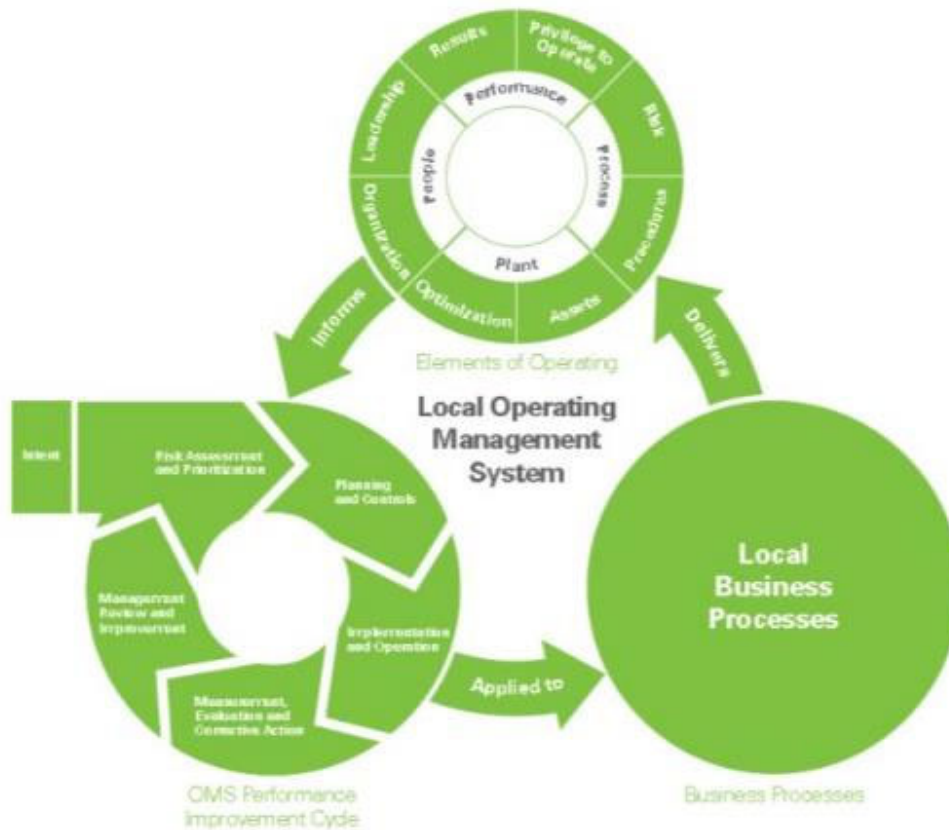 Results
Privilege to
Operate
Leadership
Performance
Risk
People
Process
Organization
Procedures
Plant
Optimization
Assets
Informs
Delivers
Elements of Operating
Local Operating
Management
System
Intent
Risk Assessment
and Prioritization
Planning
and Controls
Local
Business
Processes
Management
Review and
Improvement
Implementation
and Operation
Applied to
Measurement,
Evaluation and
Corrective Action
OMS Performance
Improvement Cycle
Business Processes